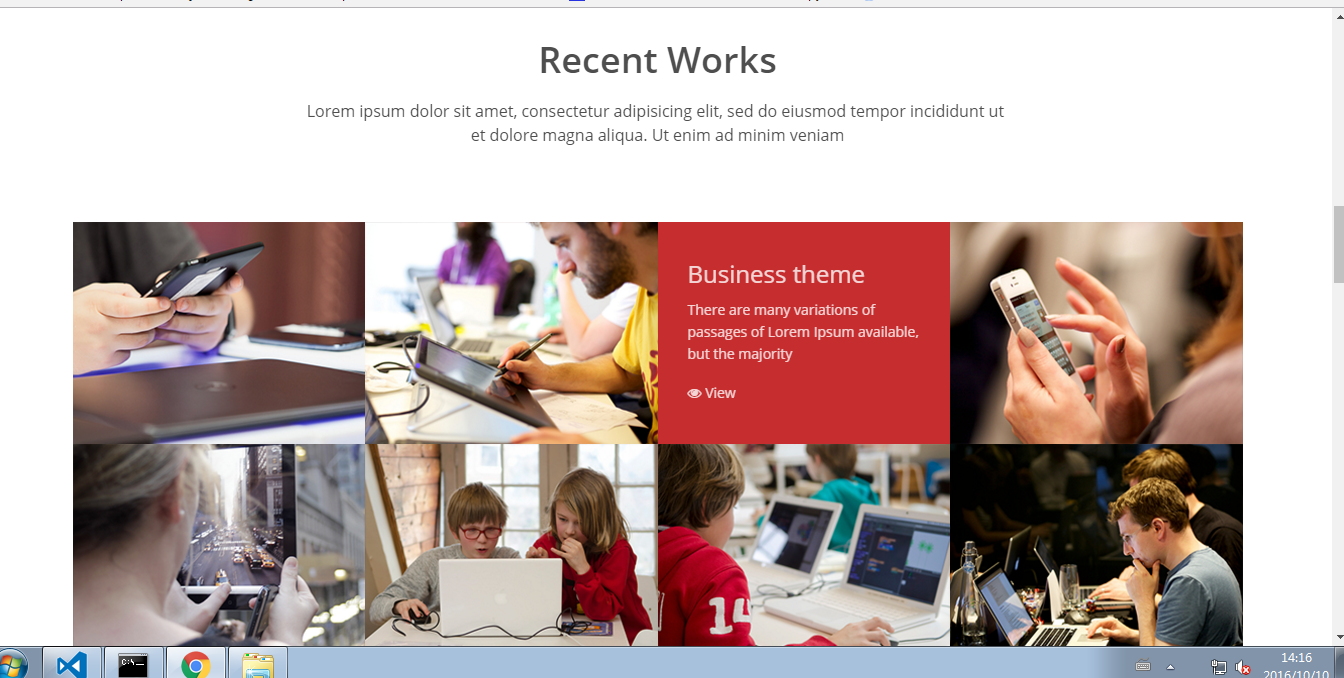 Recent Works
Lorem ipsum dolor sit amet, consectetur adipisicing elit, sed do eiusmod tempor incididunt ut
et dolore magna aliqua. Ut enim ad minim veniam
Business theme
There are many variations of
passages of Lorem Ipsum available,
but the majority
View
14
C:\._
14:16
2016/10/10